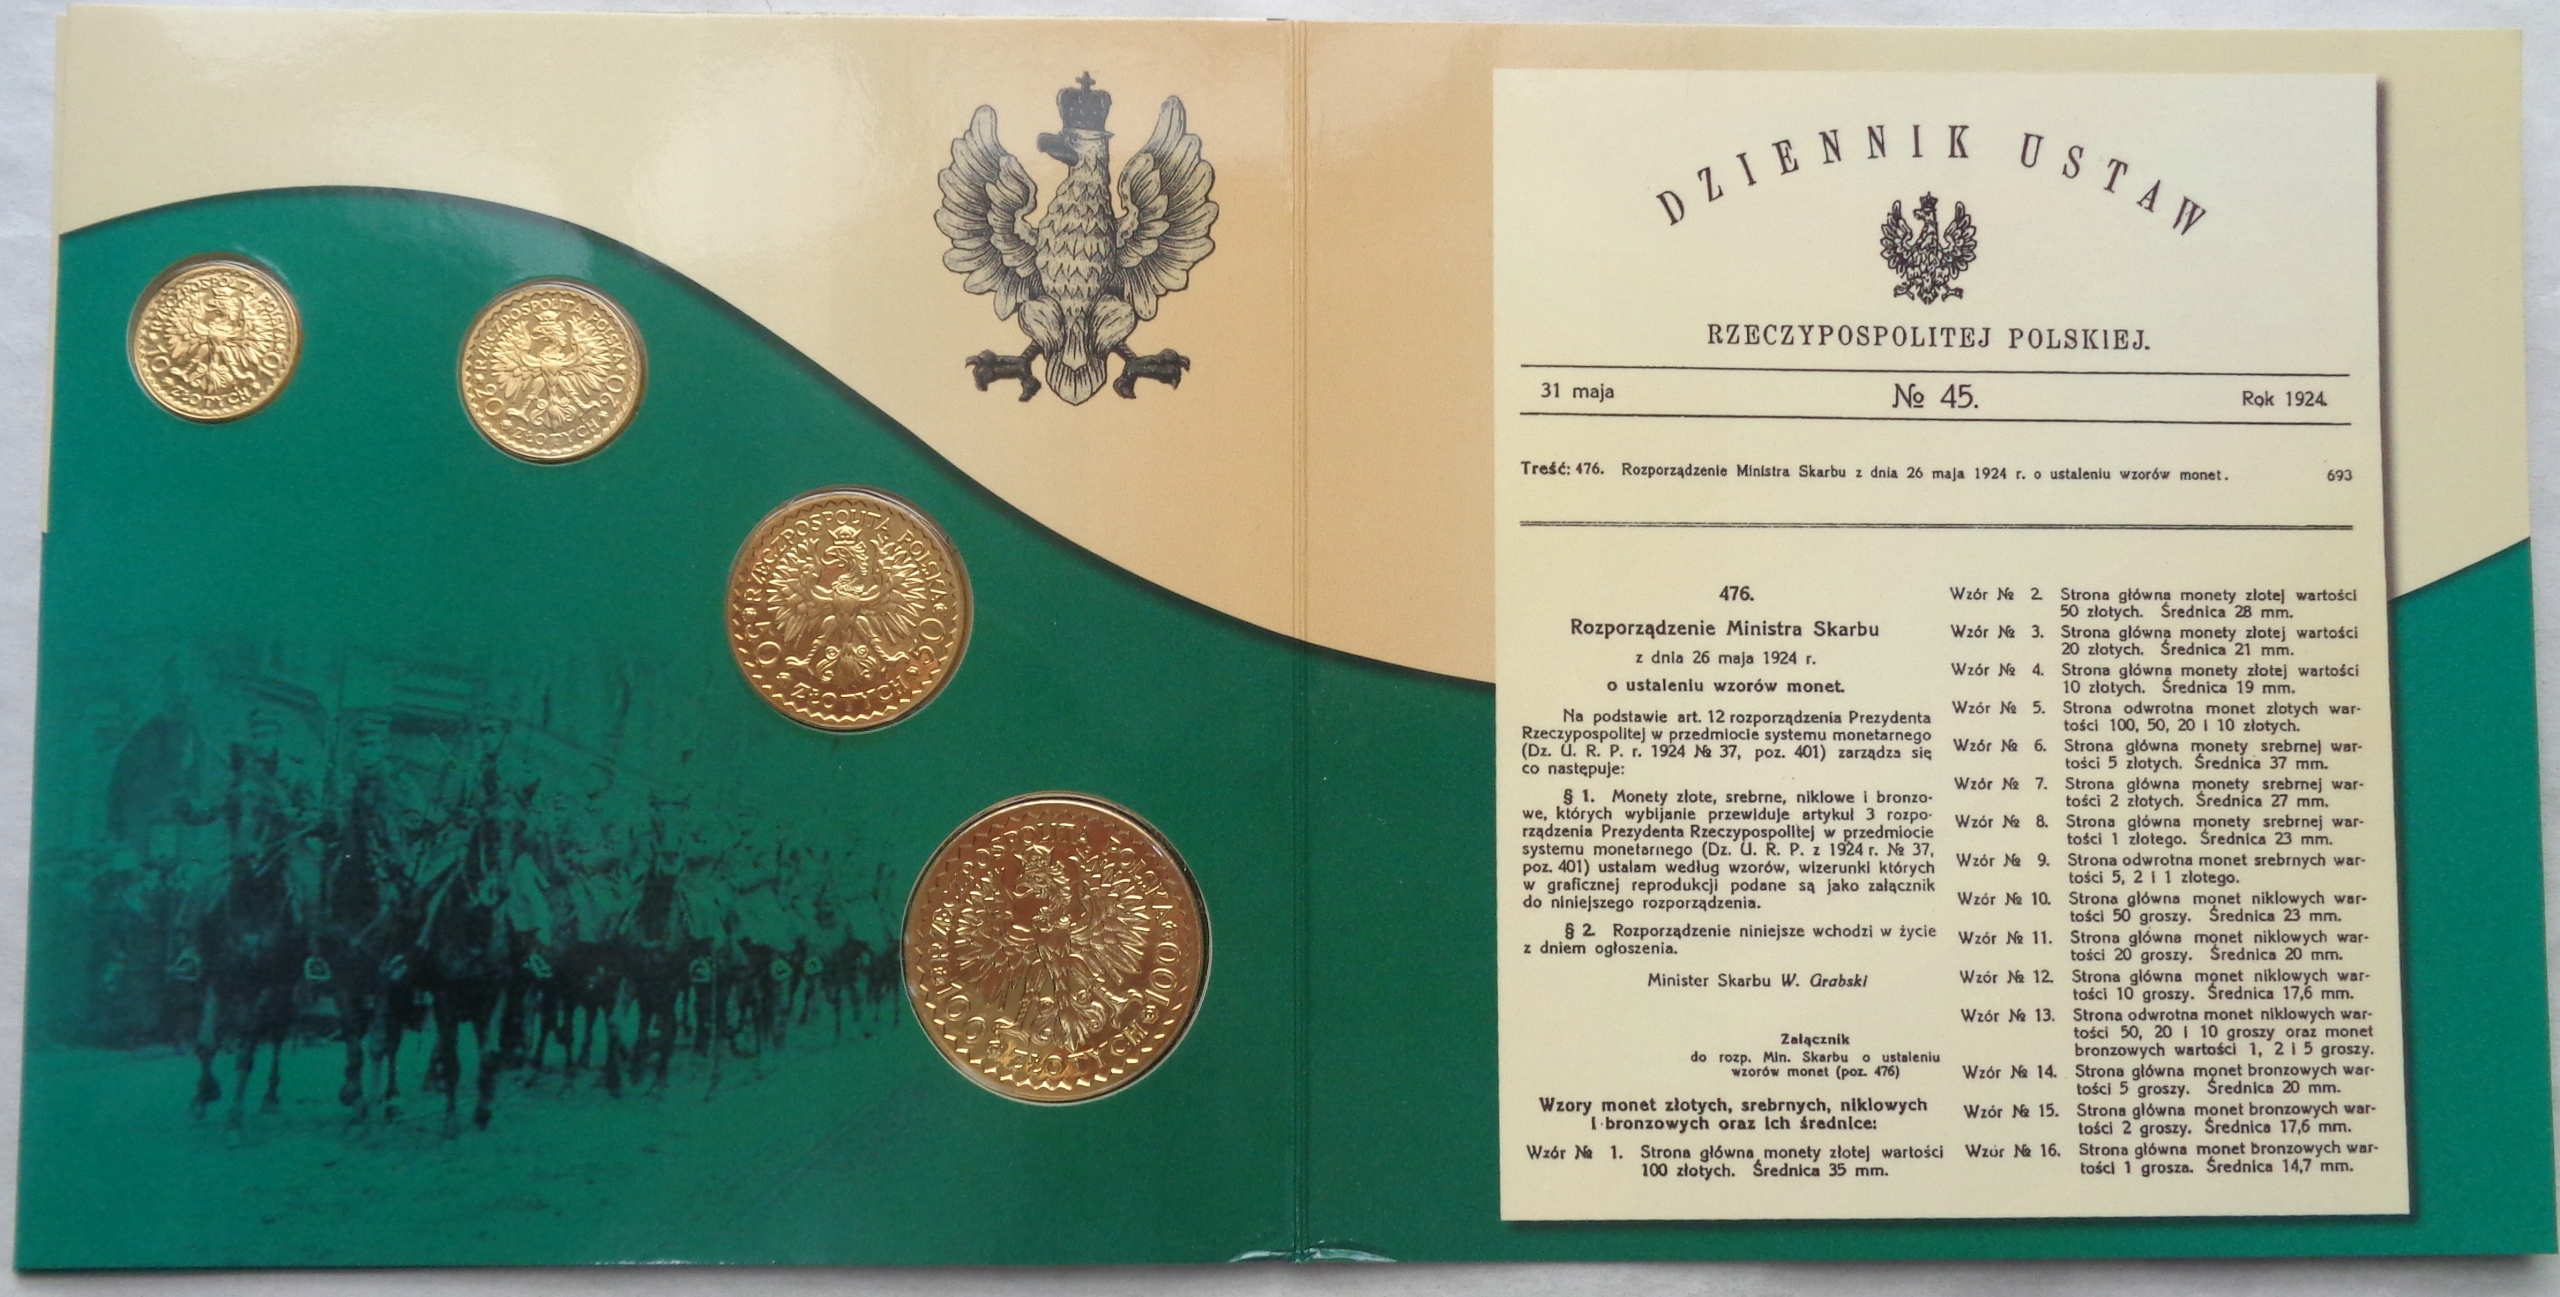 RZECZPOSPOLITA POLSKA
10 10
ZŁOTYCH
RZECZPOSPOLITA POLSKA
20 20
ZŁOTYCH
RZECZPOSPOLITA POLSKA
50 50
ZŁOTYCH
RZECZPOSPOLITA POLSKA
100 100
ZŁOTYCH
DZIENNIK USTAW
RZECZYPOSPOLITEJ POLSKIEJ.
31 maja № 45. Rok 1924.
Treść: 476. Rozporządzenie Ministra Skarbu z dnia 26 maja 1924 r. o ustaleniu wzorów monet. 693
476.
Rozporządzenie Ministra Skarbu
z dnia 26 maja 1924 r.
o ustaleniu wzorów monet.
Na podstawie art. 12 rozporządzenia Prezydenta
Rzeczypospolitej w przedmiocie systemu monetarnego
(Dz. U. R. P. r. 1924 № 37, poz. 401) zarządza się
co następuje:
§ 1. Monety złote, srebrne, niklowe i bronzo-
we, których wybijanie przewiduje artykuł 3 rozpo-
rządzenia Prezydenta Rzeczypospolitej w przedmiocie
systemu monetarnego (Dz. U. R. P. z 1924 r. № 37,
poz. 401) ustalam według wzorów, wizerunki których
w graficznej reprodukcji podane są jako załącznik
do niniejszego rozporządzenia.
§ 2. Rozporządzenie niniejsze wchodzi w życie
z dniem ogłoszenia.
Minister Skarbu W. Grabski
Załącznik
do rozp. Min. Skarbu o ustaleniu
wzorów monet (poz. 476)
Wzory monet złotych, srebrnych, niklowych
i bronzowych oraz ich średnice:
Wzór № 1. Strona główna monety złotej wartości
100 złotych. Średnica 35 mm.
Wzór № 2. Strona główna monety złotej wartości
50 złotych. Średnica 28 mm.
Wzór № 3. Strona główna monety złotej wartości
20 złotych. Średnica 21 mm.
Wzór № 4. Strona główna monety złotej wartości
10 złotych. Średnica 19 mm.
Wzór № 5. Strona odwrotna monet złotych war-
tości 100, 50, 20 i 10 złotych.
Wzór № 6. Strona główna monety srebrnej war-
tości 5 złotych. Średnica 37 mm.
Wzór № 7. Strona główna monety srebrnej war-
tości 2 złotych. Średnica 27 mm.
Wzór № 8. Strona główna monety srebrnej war-
tości 1 złotego. Średnica 23 mm.
Wzór № 9. Strona odwrotna monet srebrnych war-
tości 5, 2 i 1 złotego.
Wzór № 10. Strona główna monet niklowych war-
tości 50 groszy. Średnica 23 mm.
Wzór № 11. Strona główna monet niklowych war-
tości 20 groszy. Średnica 20 mm.
Wzór № 12. Strona główna monet niklowych war-
tości 10 groszy. Średnica 17,6 mm.
Wzór № 13. Strona odwrotna monet niklowych war-
tości 50, 20 i 10 groszy oraz monet
bronzowych wartości 1, 2 i 5 groszy.
Wzór № 14. Strona główna monet bronzowych war-
tości 5 groszy. Średnica 20 mm.
Wzór № 15. Strona główna monet bronzowych war-
tości 2 groszy. Średnica 17,6 mm.
Wzór № 16. Strona główna monet bronzowych war-
tości 1 grosza. Średnica 14,7 mm.